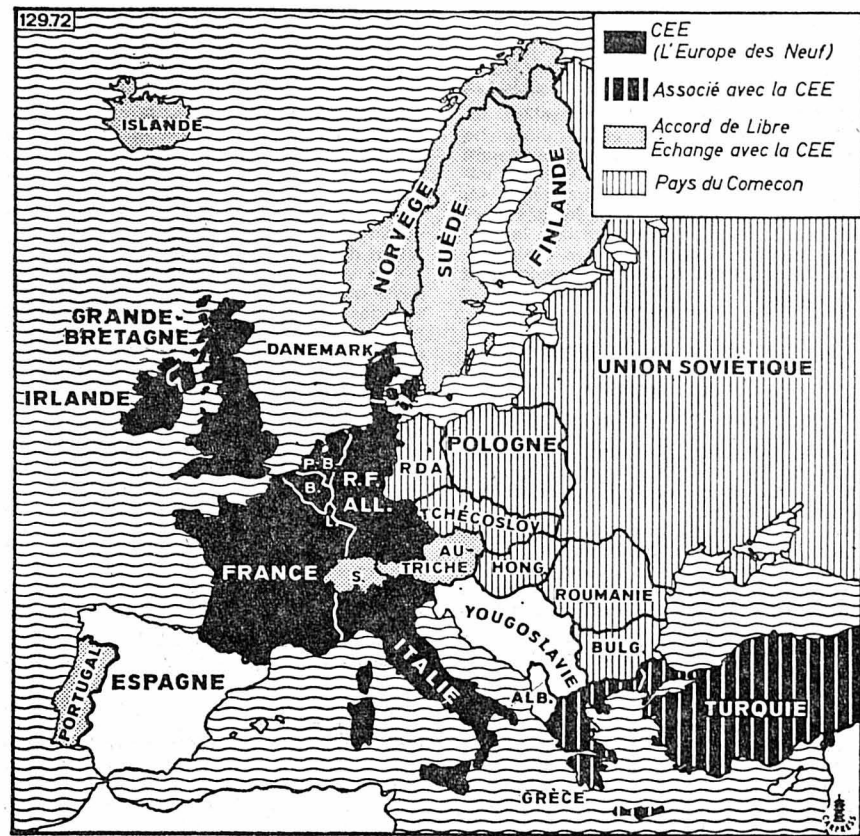 129.72
CEE
(L'Europe des Neuf)
Associé avec la CEE
Accord de Libre
Échange avec la CEE
Pays du Comecon
ISLANDE
NORVÈGE
SUÈDE
FINLANDE
GRANDE-
BRETAGNE
DANEMARK
IRLANDE
UNION SOVIÉTIQUE
POLOGNE
P. B.
RDA
B.
R.F.
ALL.
L.
TCHÉCOSLOV.
AU-
TRICHE
FRANCE
S.
HONG.
ROUMANIE
YOUGOSLAVIE
BULG.
ITALIE
PORTUGAL
ESPAGNE
ALB.
TURQUIE
GRÈCE
CARPRESS